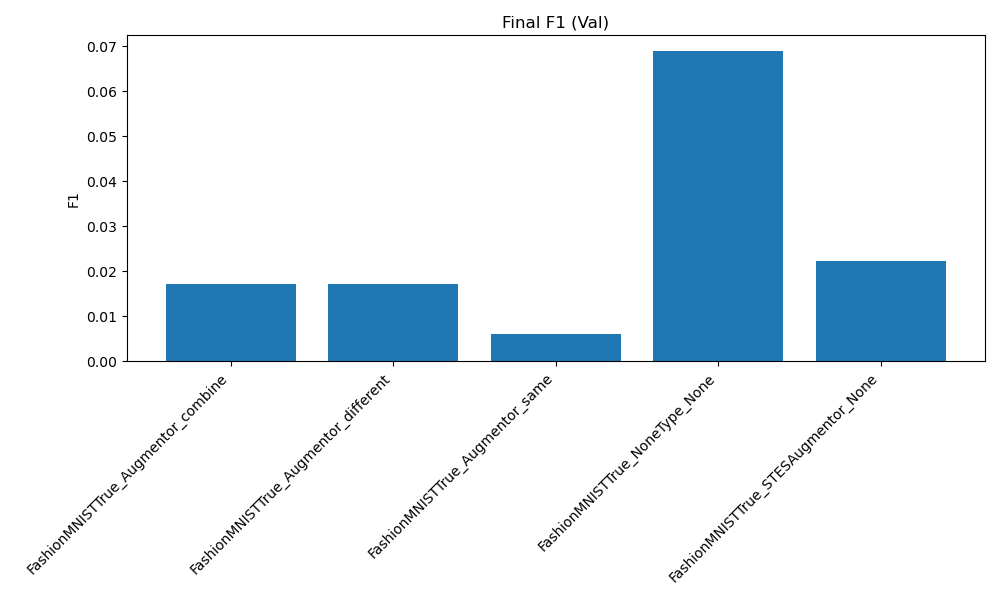 Final F1 (Val)
F1
0.07
0.06
0.05
0.04
0.03
0.02
0.01
0.00
FashionMNISTTrue_Augmentor_combine
FashionMNISTTrue_Augmentor_different
FashionMNISTTrue_Augmentor_same
FashionMNISTTrue_NoneType_None
FashionMNISTTrue_STESAugmentor_None